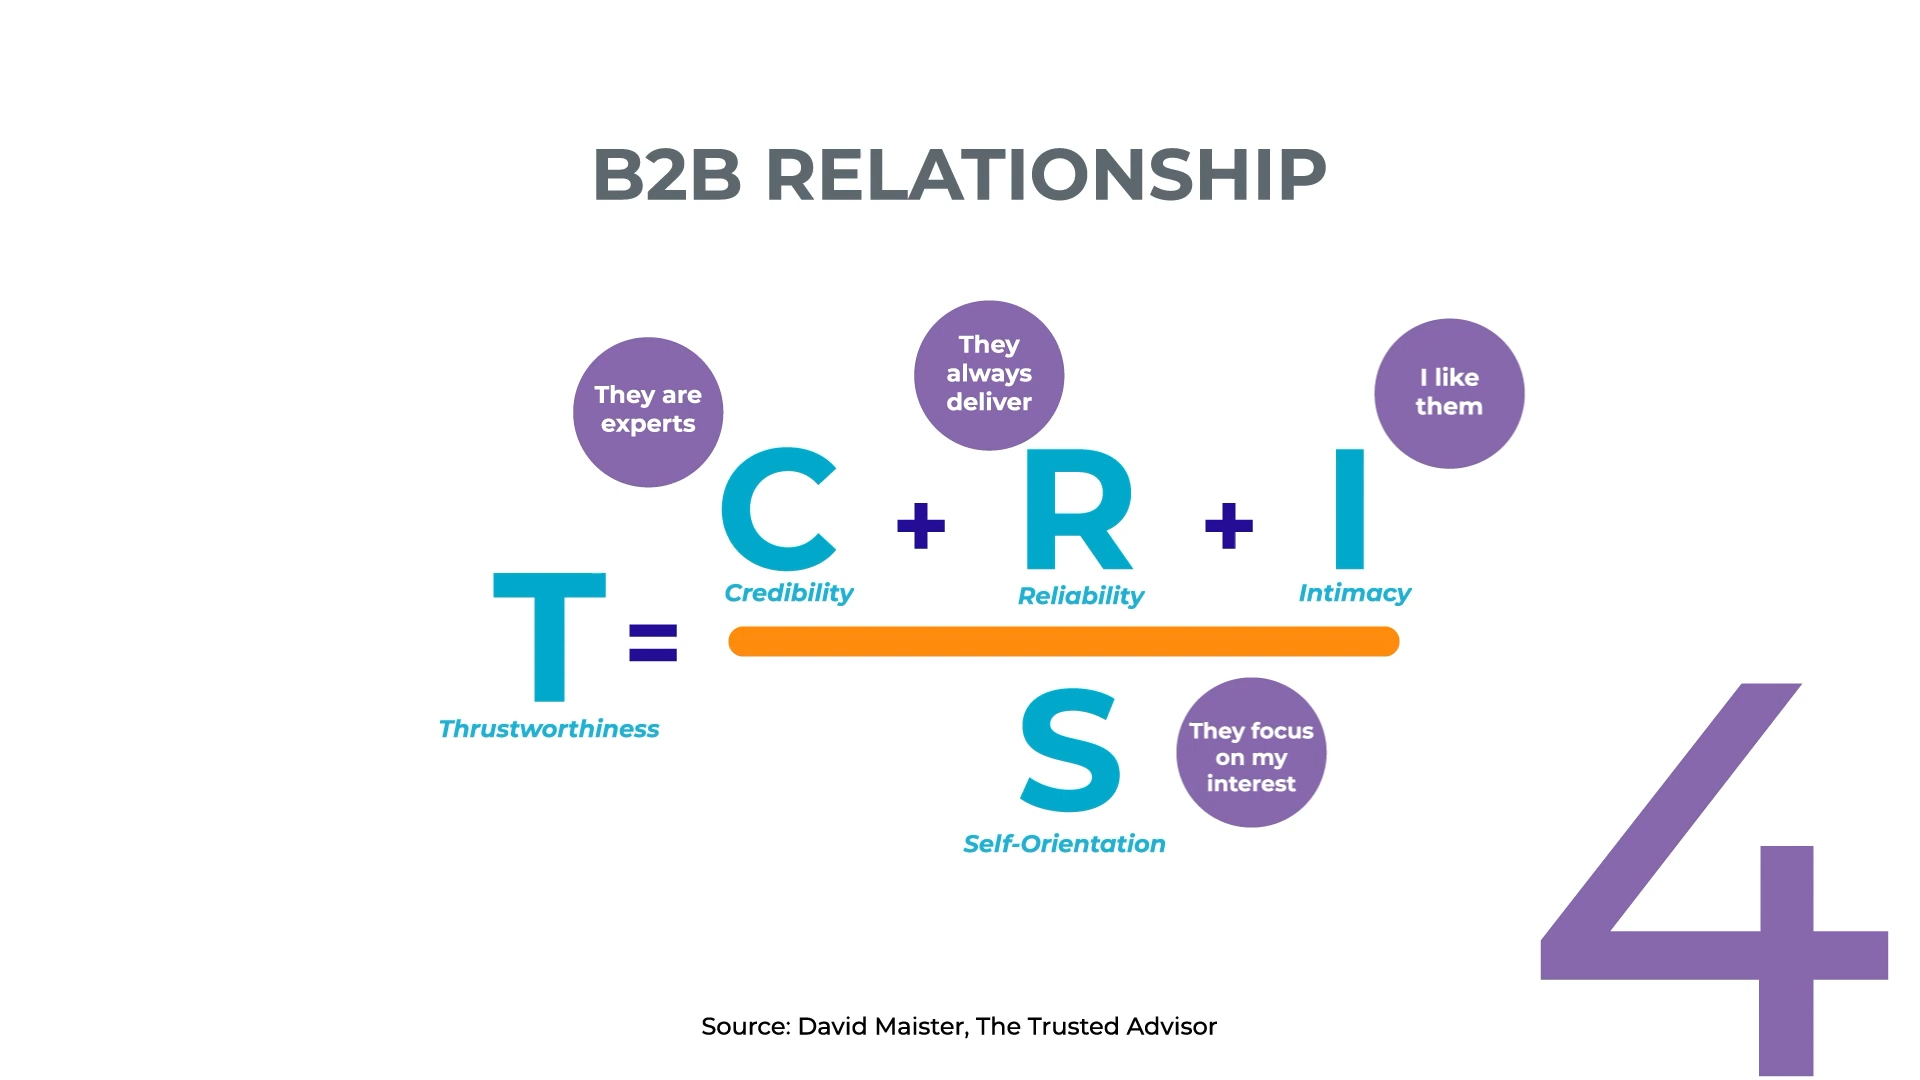 B2B RELATIONSHIP
They are
experts
They
always
deliver
I like
them
C + R + I
Credibility
Reliability
Intimacy
T =
Thrustworthiness
S
They focus
on my
interest
Self-Orientation
4
Source: David Maister, The Trusted Advisor